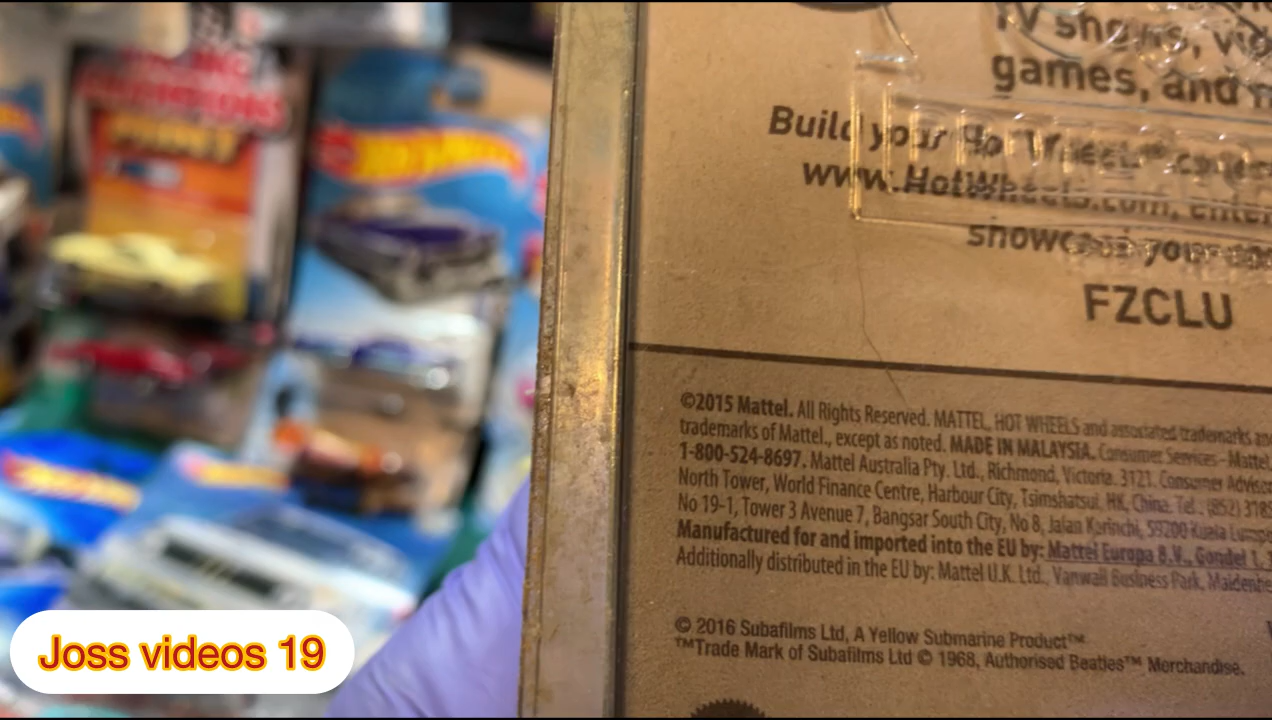 TV shows,
games, and
Build your Hot Wheels®
www.HotWheels.com, enter
showcase your
FZCLU
©2015 Mattel. All Rights Reserved. MATTEL, HOT WHEELS and associated trademarks
trademarks of Mattel., except as noted. MADE IN MALAYSIA. Consumer Services – Mattel,
1-800-524-8697. Mattel Australia Pty. Ltd., Richmond, Victoria. 3121. Consumer
North Tower, World Finance Centre, Harbour City, Tsimshatsui, HK, China. Tel.: (852)
No 19-1, Tower 3 Avenue 7, Bangsar South City, No 8, Jalan Kerinchi, 59200 Kuala
Manufactured for and imported into the EU by: Mattel Europa B.V., Gondel 1,
Additionally distributed in the EU by: Mattel U.K. Ltd., Vanwall Business Park,
© 2016 Subafilms Ltd, A Yellow Submarine Product™
™Trade Mark of Subafilms Ltd © 1968, Authorised Beatles™ Merchandise.
HOT WHEELS
Joss videos 19